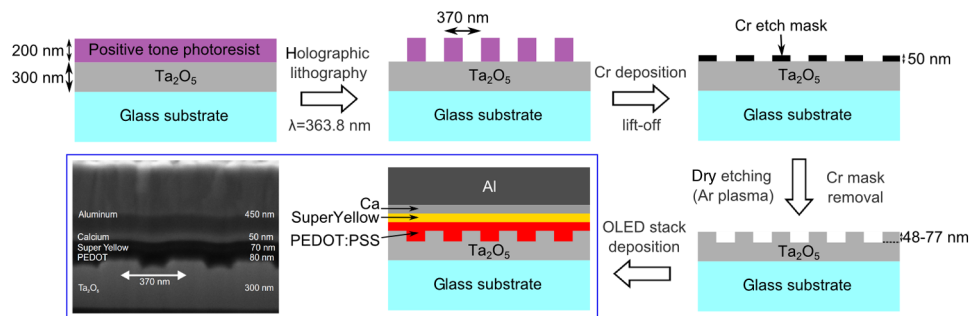 200 nm
Positive tone photoresist
300 nm
Ta2O5
Glass substrate
Holographic
lithography
λ=363.8 nm
370 nm
Ta2O5
Glass substrate
Cr deposition
lift-off
Cr etch mask
50 nm
Ta2O5
Glass substrate
Dry etching
(Ar plasma)
Cr mask
removal
48-77 nm
Ta2O5
Glass substrate
OLED stack
deposition
Al
Ca
SuperYellow
PEDOT:PSS
Ta2O5
Glass substrate
Aluminum 450 nm
Calcium 50 nm
Super Yellow 70 nm
PEDOT 80 nm
370 nm
Ta2O5 300 nm